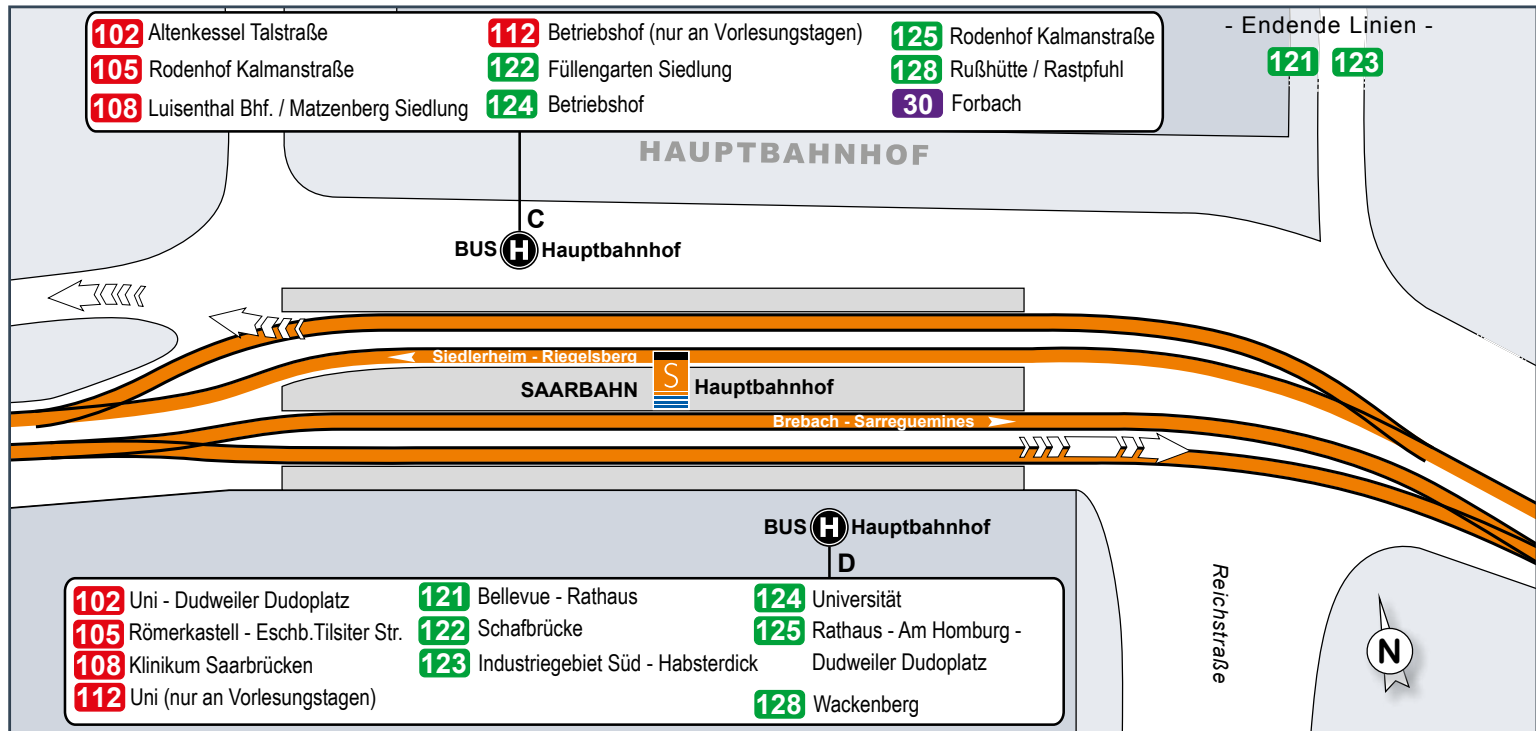 102 Altenkessel Talstraße
105 Rodenhof Kalmanstraße
108 Luisenthal Bhf. / Matzenberg Siedlung
112 Betriebshof (nur an Vorlesungstagen)
122 Füllengarten Siedlung
124 Betriebshof
125 Rodenhof Kalmanstraße
128 Rußhütte / Rastpfuhl
30 Forbach
- Endende Linien -
121 123
HAUPTBAHNHOF
C
BUS H Hauptbahnhof
Siedlerheim - Riegelsberg
SAARBAHN S Hauptbahnhof
Brebach - Sarreguemines
BUS H Hauptbahnhof
D
102 Uni - Dudweiler Dudoplatz
105 Römerkastell - Eschb.Tilsiter Str.
108 Klinikum Saarbrücken
112 Uni (nur an Vorlesungstagen)
121 Bellevue - Rathaus
122 Schafbrücke
123 Industriegebiet Süd - Habsterdick
124 Universität
125 Rathaus - Am Homburg -
Dudweiler Dudoplatz
128 Wackenberg
Reichstraße
N